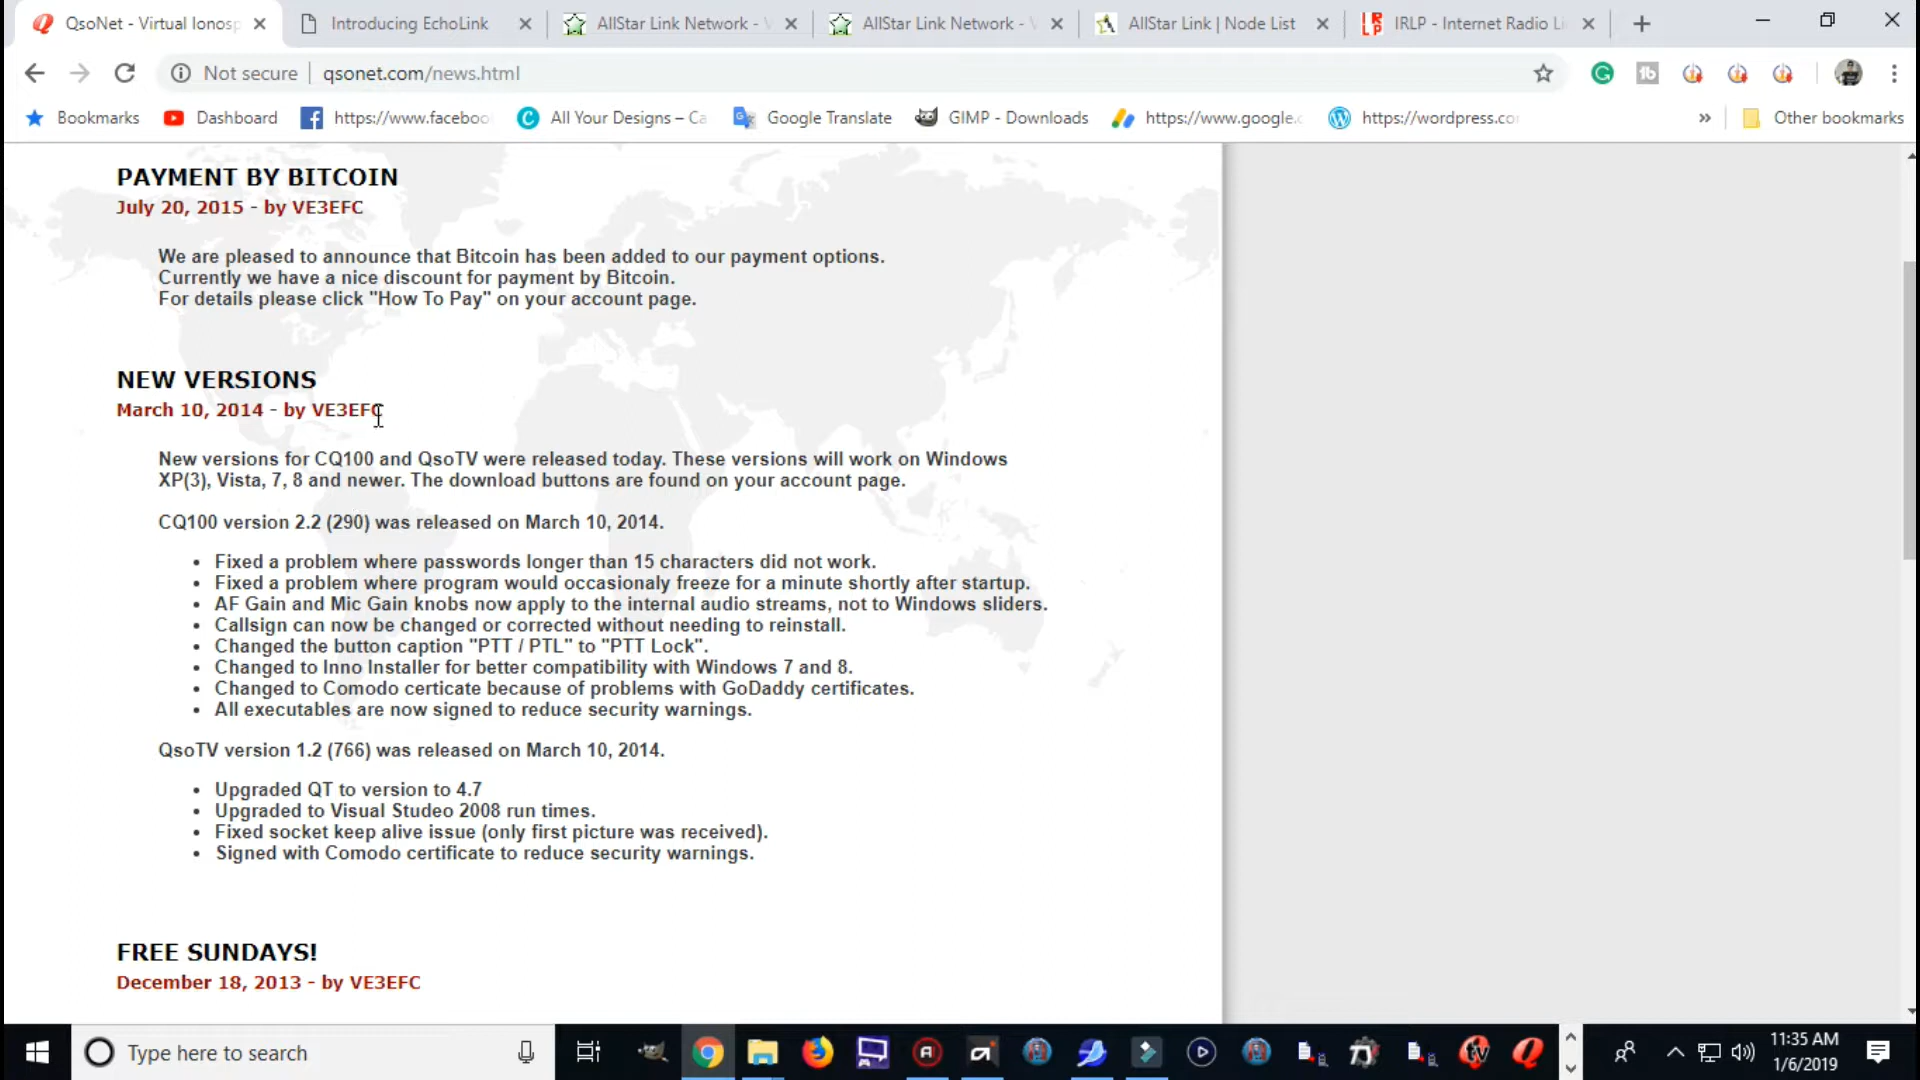 QsoNet - Virtual Ionosp
Introducing EchoLink
AllStar Link Network - V
AllStar Link Network - V
AllStar Link | Node List
IRLP - Internet Radio Li
Not secure
qsonet.com/news.html
Bookmarks
Dashboard
https://www.faceboo
All Your Designs – Ca
Google Translate
GIMP - Downloads
https://www.google.c
https://wordpress.co
»
Other bookmarks
PAYMENT BY BITCOIN
July 20, 2015 - by VE3EFC
We are pleased to announce that Bitcoin has been added to our payment options.
Currently we have a nice discount for payment by Bitcoin.
For details please click "How To Pay" on your account page.
NEW VERSIONS
March 10, 2014 - by VE3EFC
New versions for CQ100 and QsoTV were released today. These versions will work on Windows
XP(3), Vista, 7, 8 and newer. The download buttons are found on your account page.
CQ100 version 2.2 (290) was released on March 10, 2014.
• Fixed a problem where passwords longer than 15 characters did not work.
• Fixed a problem where program would occasionaly freeze for a minute shortly after startup.
• AF Gain and Mic Gain knobs now apply to the internal audio streams, not to Windows sliders.
• Callsign can now be changed or corrected without needing to reinstall.
• Changed the button caption "PTT / PTL" to "PTT Lock".
• Changed to Inno Installer for better compatibility with Windows 7 and 8.
• Changed to Comodo certicate because of problems with GoDaddy certificates.
• All executables are now signed to reduce security warnings.
QsoTV version 1.2 (766) was released on March 10, 2014.
• Upgraded QT to version to 4.7
• Upgraded to Visual Studeo 2008 run times.
• Fixed socket keep alive issue (only first picture was received).
• Signed with Comodo certificate to reduce security warnings.
FREE SUNDAYS!
December 18, 2013 - by VE3EFC
Type here to search
11:35 AM
1/6/2019